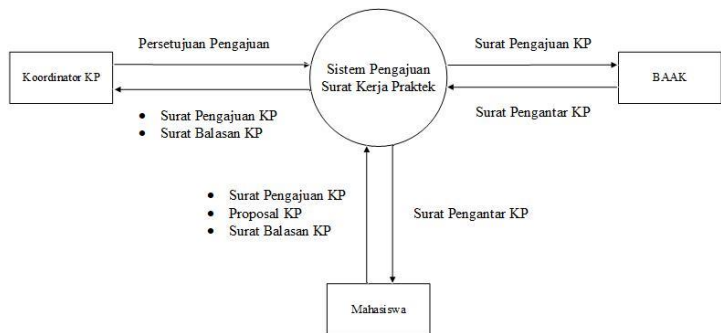 Persetujuan Pengajuan
Koordinator KP
• Surat Pengajuan KP
• Surat Balasan KP
Sistem Pengajuan
Surat Kerja Praktek
Surat Pengajuan KP
BAAK
Surat Pengantar KP
• Surat Pengajuan KP
• Proposal KP
• Surat Balasan KP
Surat Pengantar KP
Mahasiswa